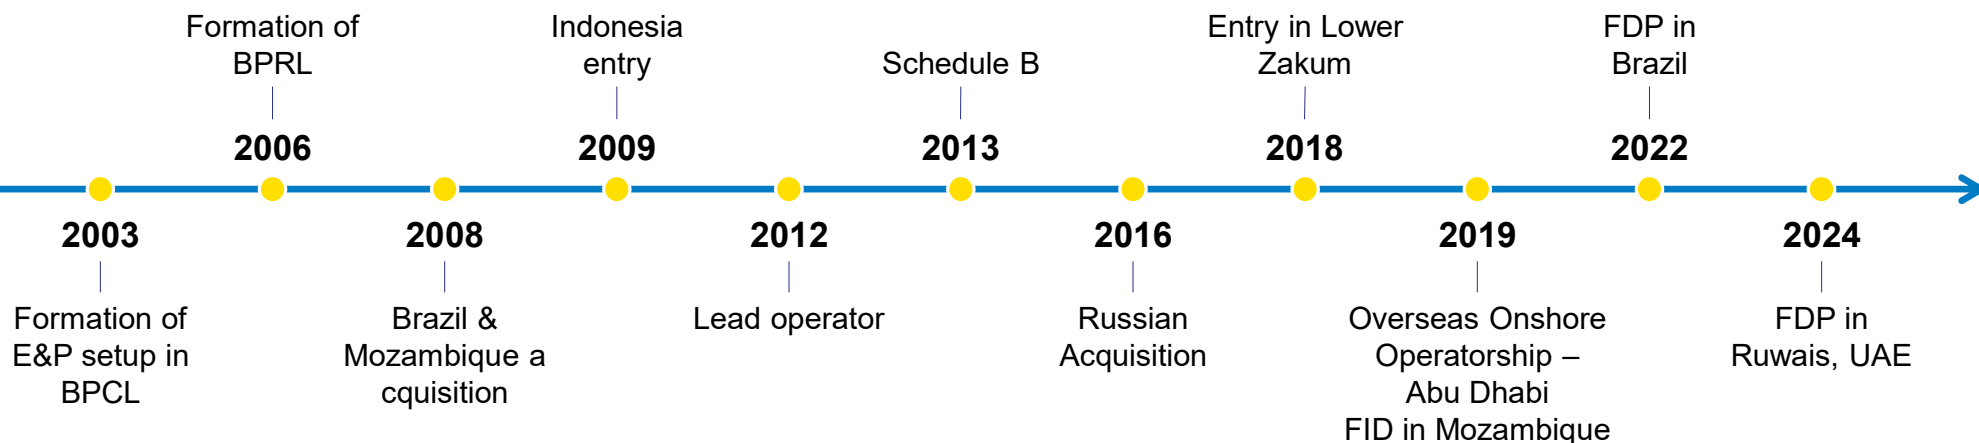 Formation of
BPRL
2006
Indonesia
entry
2009
Schedule B
2013
Entry in Lower
Zakum
2018
FDP in
Brazil
2022
2003
Formation of
E&P setup in
BPCL
2008
Brazil &
Mozambique a
cquisition
2012
Lead operator
2016
Russian
Acquisition
2019
Overseas Onshore
Operatorship –
Abu Dhabi
FID in Mozambique
2024
FDP in
Ruwais, UAE